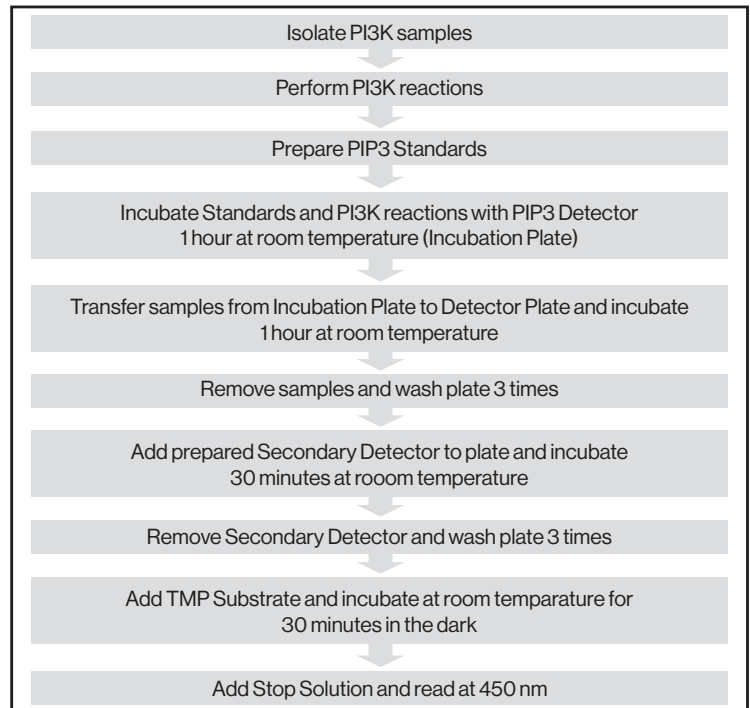 Isolate PI3K samples
Perform PI3K reactions
Prepare PIP3 Standards
Incubate Standards and PI3K reactions with PIP3 Detector
1 hour at room temperature (Incubation Plate)
Transfer samples from Incubation Plate to Detector Plate and incubate
1 hour at room temperature
Remove samples and wash plate 3 times
Add prepared Secondary Detector to plate and incubate
30 minutes at rooom temperature
Remove Secondary Detector and wash plate 3 times
Add TMP Substrate and incubate at room temparature for
30 minutes in the dark
Add Stop Solution and read at 450 nm